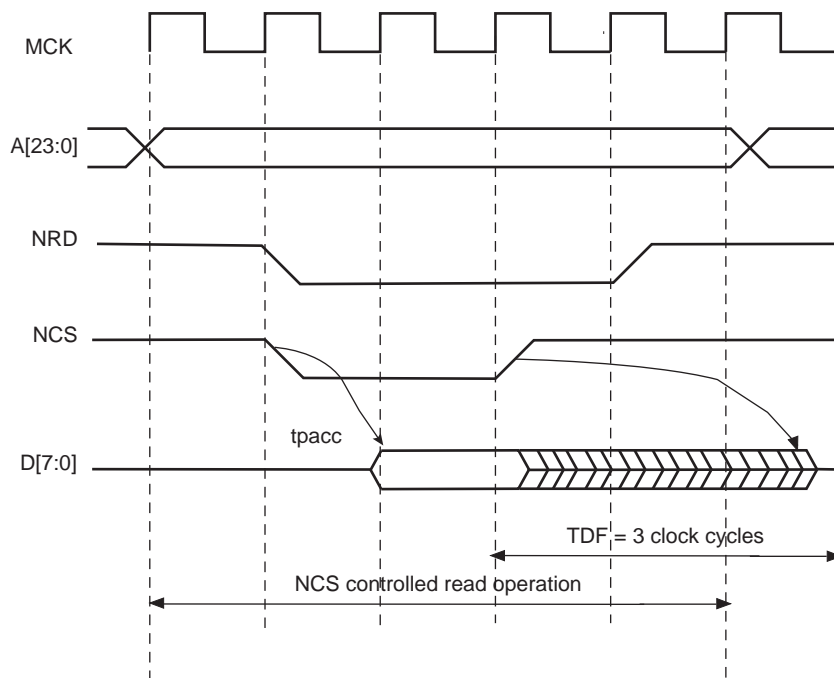 MCK
A[23:0]
NRD
NCS
tpacc
D[7:0]
TDF = 3 clock cycles
NCS controlled read operation